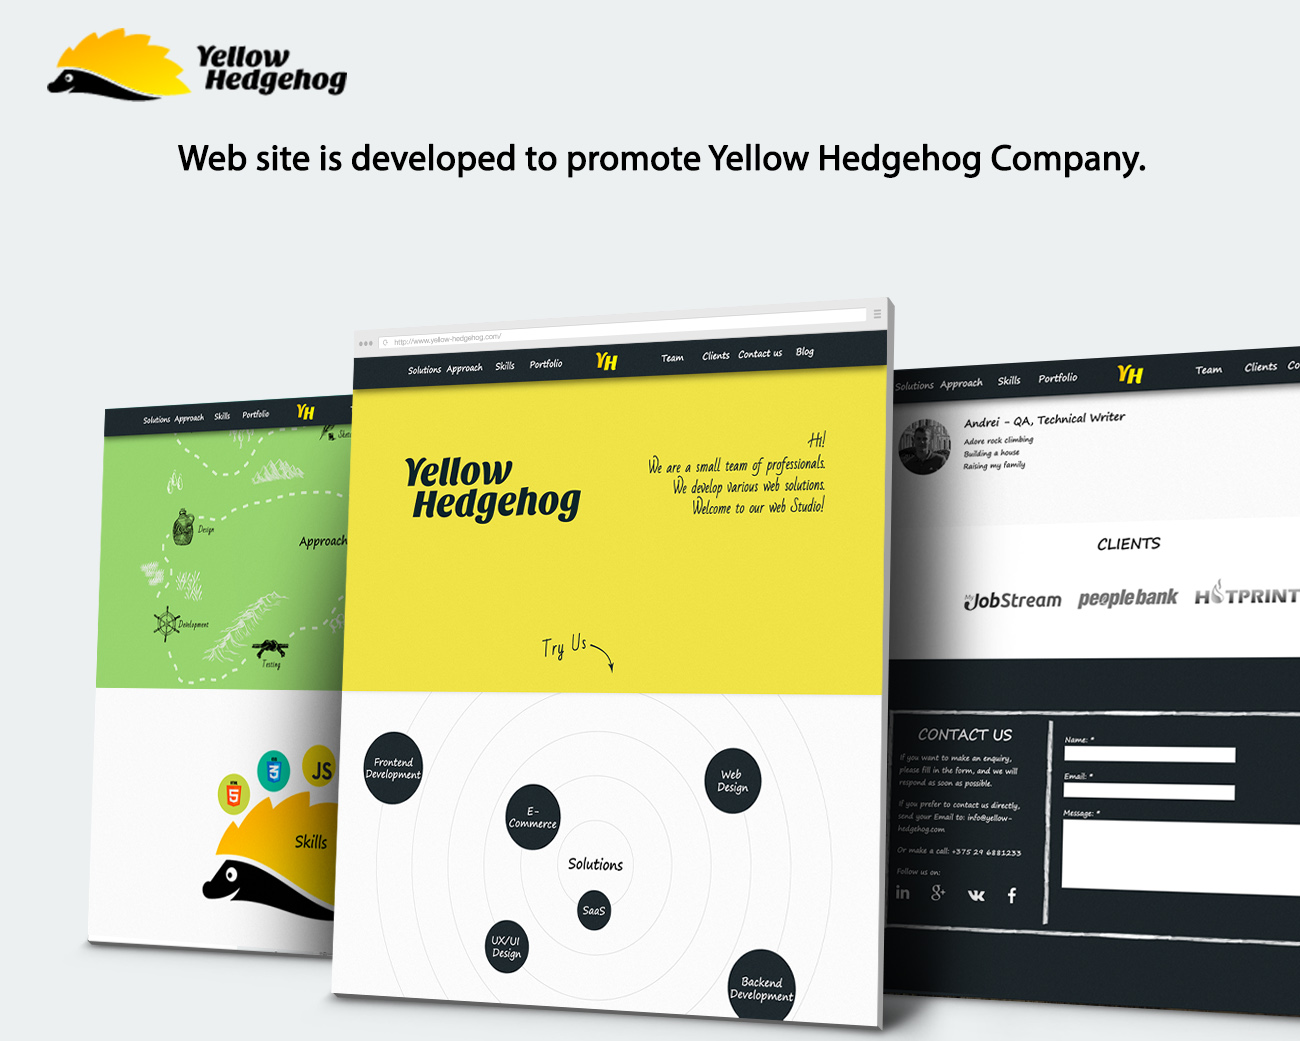 Yellow
Hedgehog
Web site is developed to promote Yellow Hedgehog Company.
Solutions Approach Skills Portfolio YH
Sketch
Design
Approach
Development
Testing
JS
Skills
http://www.yellow-hedgehog.com/
Solutions Approach Skills Portfolio YH Team Clients Contact us Blog
Yellow
Hedgehog
Hi!
We are a small team of professionals.
We develop various web solutions.
Welcome to our web Studio!
Try Us
Frontend
Development
E-
Commerce
Web
Design
Solutions
SaaS
UX/UI
Design
Backend
Development
Solutions Approach Skills Portfolio YH Team Clients Co
Andrei - QA, Technical Writer
Adore rock climbing
Building a house
Raising my family
CLIENTS
My JobStream peoplebank HOTPRINT
CONTACT US
If you want to make an enquiry,
please fill in the form, and we will
respond as soon as possible.
If you prefer to contact us directly,
send your Email to: info@yellow-
hedgehog.com
Or make a call: +375 29 6881233
Follow us on:
in g+ f
Name: *
Email: *
Message: *